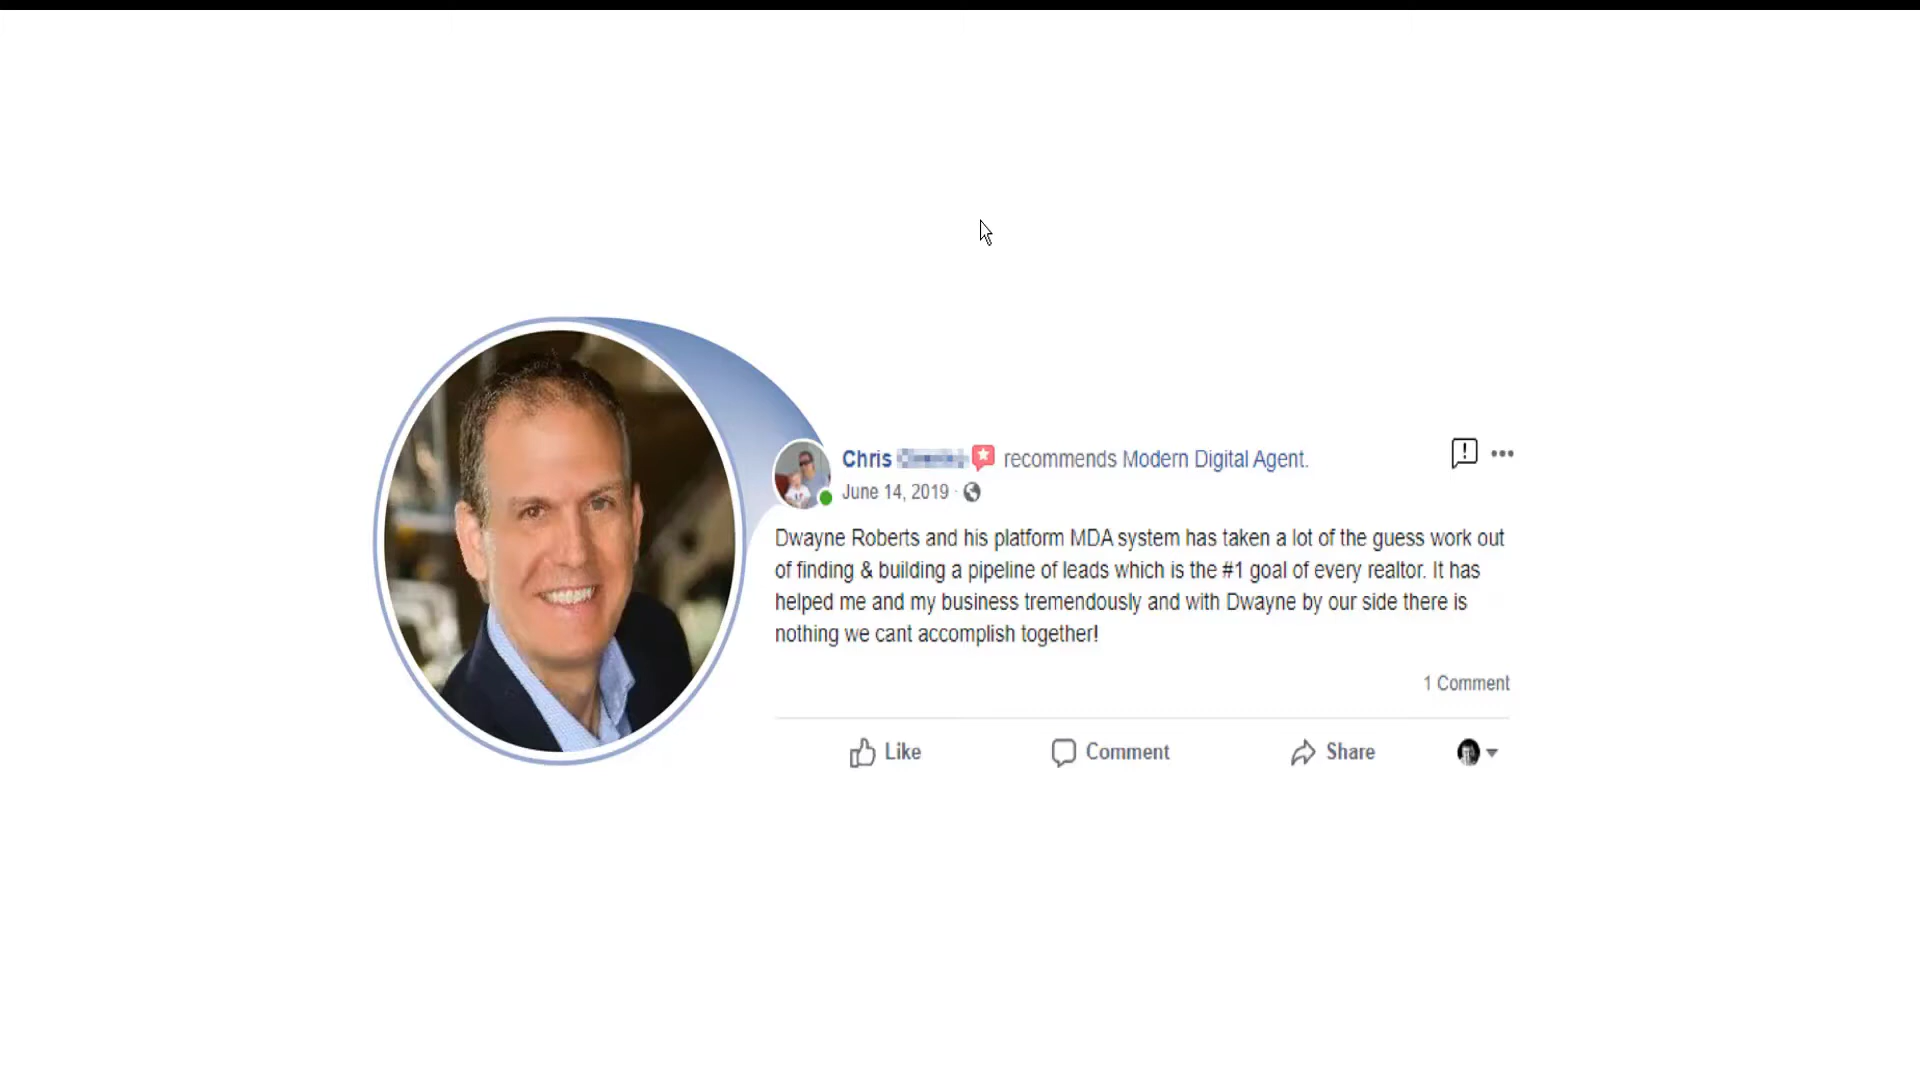 Chris recommends Modern Digital Agent.
June 14, 2019 ·
Dwayne Roberts and his platform MDA system has taken a lot of the guess work out
of finding & building a pipeline of leads which is the #1 goal of every realtor. It has
helped me and my business tremendously and with Dwayne by our side there is
nothing we cant accomplish together!
1 Comment
Like Comment Share